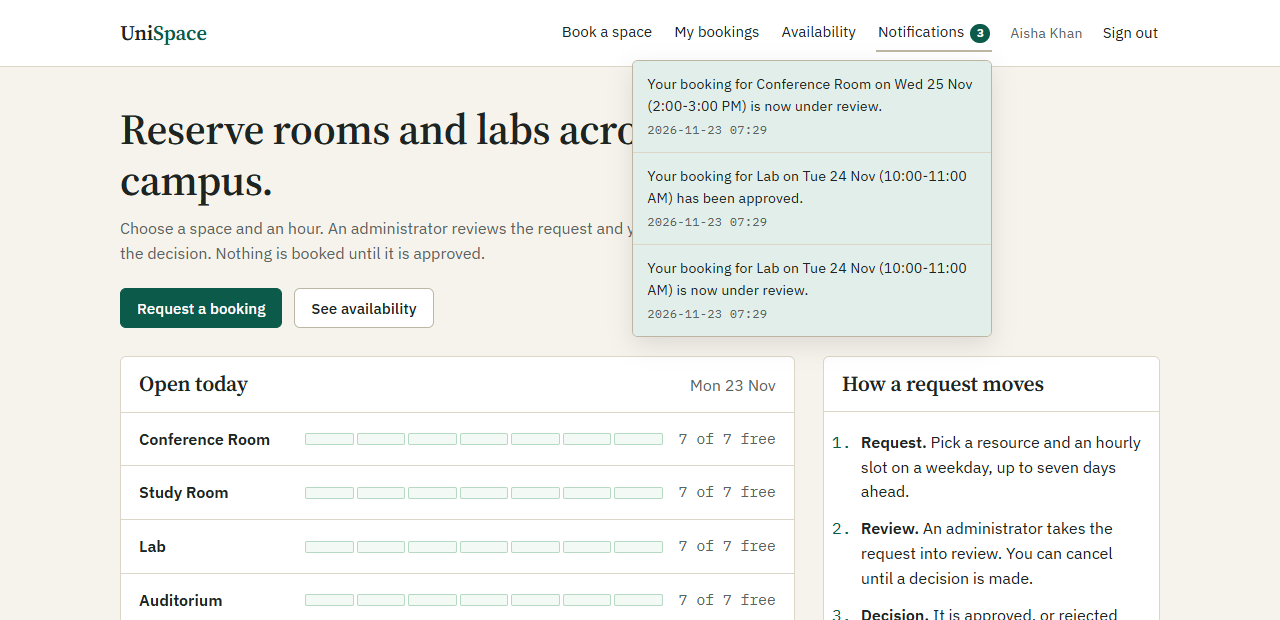 UniSpace
Book a space
My bookings
Availability
Notifications 3
Aisha Khan
Sign out
Your booking for Conference Room on Wed 25 Nov
(2:00-3:00 PM) is now under review.
2026-11-23 07:29
Your booking for Lab on Tue 24 Nov (10:00-11:00
AM) has been approved.
2026-11-23 07:29
Your booking for Lab on Tue 24 Nov (10:00-11:00
AM) is now under review.
2026-11-23 07:29
Reserve rooms and labs
campus.
Choose a space and an hour. An administrator reviews the request and
the decision. Nothing is booked until it is approved.
Request a booking
See availability
Open today
Mon 23 Nov
Conference Room
7 of 7 free
Study Room
7 of 7 free
Lab
7 of 7 free
Auditorium
7 of 7 free
How a request moves
1. Request. Pick a resource and an hourly
slot on a weekday, up to seven days
ahead.
2. Review. An administrator takes the
request into review. You can cancel
until a decision is made.
3. Decision. It is approved, or rejected